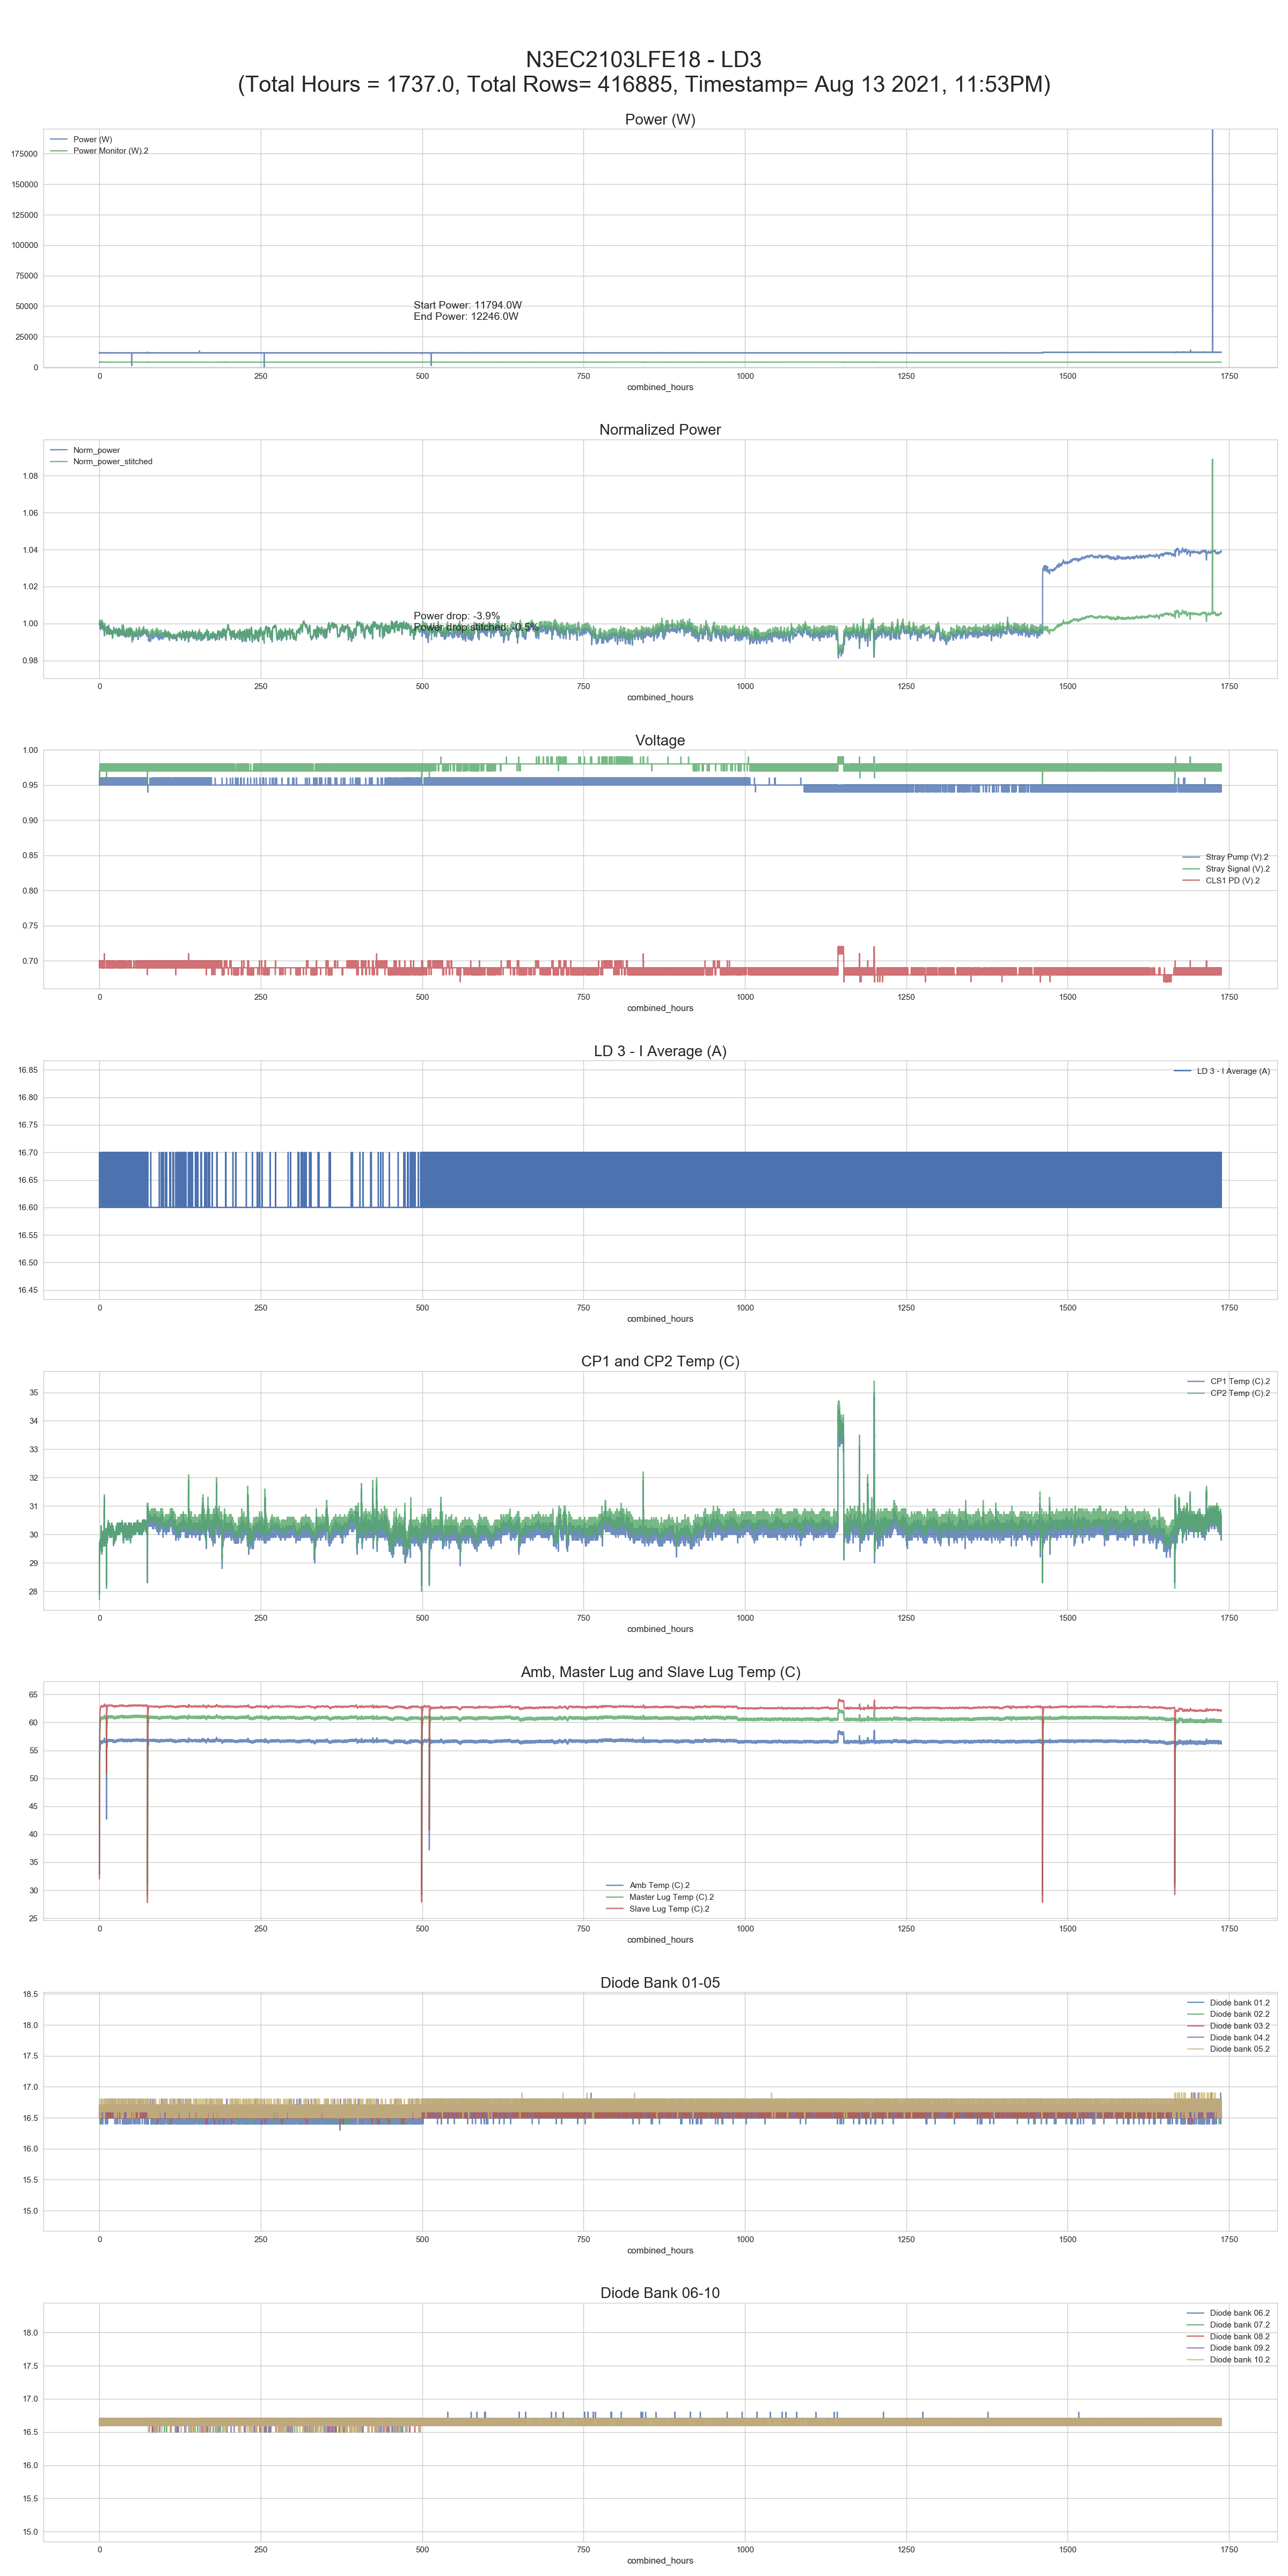 N3EC2103LFE18 - LD3
(Total Hours = 1737.0, Total Rows= 416885, Timestamp= Aug 13 2021, 11:53PM)
Power (W)
Power (W)
Power Monitor (W).2
175000
150000
125000
100000
75000
50000
25000
0
Start Power: 11794.0W
End Power: 12246.0W
0 250 500 750 1000 1250 1500 1750
combined_hours
Normalized Power
Norm_power
Norm_power_stitched
1.08
1.06
1.04
1.02
1.00
0.98
Power drop: -3.9%
Power drop stitched: -0.5%
0 250 500 750 1000 1250 1500 1750
combined_hours
Voltage
1.00
0.95
0.90
0.85
0.80
0.75
0.70
Stray Pump (V).2
Stray Signal (V).2
CLS1 PD (V).2
0 250 500 750 1000 1250 1500 1750
combined_hours
LD 3 - I Average (A)
LD 3 - I Average (A)
16.85
16.80
16.75
16.70
16.65
16.60
16.55
16.50
16.45
0 250 500 750 1000 1250 1500 1750
combined_hours
CP1 and CP2 Temp (C)
CP1 Temp (C).2
CP2 Temp (C).2
35
34
33
32
31
30
29
28
0 250 500 750 1000 1250 1500 1750
combined_hours
Amb, Master Lug and Slave Lug Temp (C)
65
60
55
50
45
40
35
30
25
Amb Temp (C).2
Master Lug Temp (C).2
Slave Lug Temp (C).2
0 250 500 750 1000 1250 1500 1750
combined_hours
Diode Bank 01-05
Diode bank 01.2
Diode bank 02.2
Diode bank 03.2
Diode bank 04.2
Diode bank 05.2
18.5
18.0
17.5
17.0
16.5
16.0
15.5
15.0
0 250 500 750 1000 1250 1500 1750
combined_hours
Diode Bank 06-10
Diode bank 06.2
Diode bank 07.2
Diode bank 08.2
Diode bank 09.2
Diode bank 10.2
18.0
17.5
17.0
16.5
16.0
15.5
15.0
0 250 500 750 1000 1250 1500 1750
combined_hours